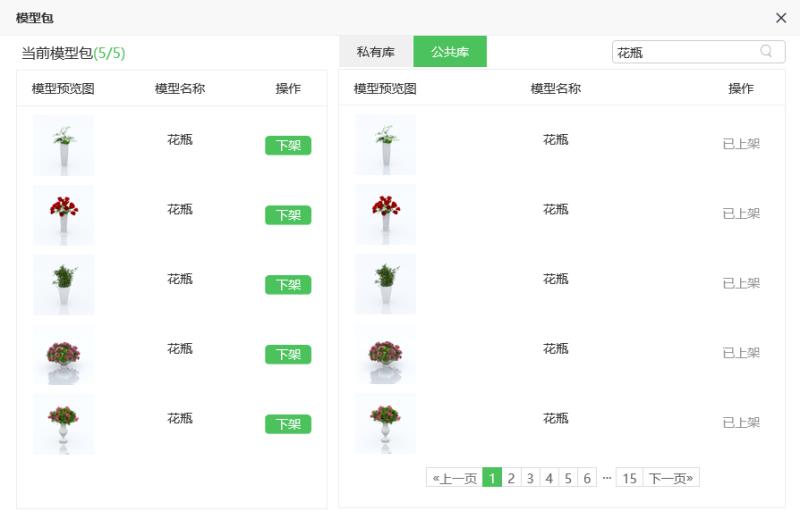 模型包
当前模型包(5/5)
私有库 公共库 花瓶
模型预览图 模型名称 操作
花瓶 下架
花瓶 下架
花瓶 下架
花瓶 下架
花瓶 下架
模型预览图 模型名称 操作
花瓶 已上架
花瓶 已上架
花瓶 已上架
花瓶 已上架
花瓶 已上架
«上一页 1 2 3 4 5 6 ··· 15 下一页»